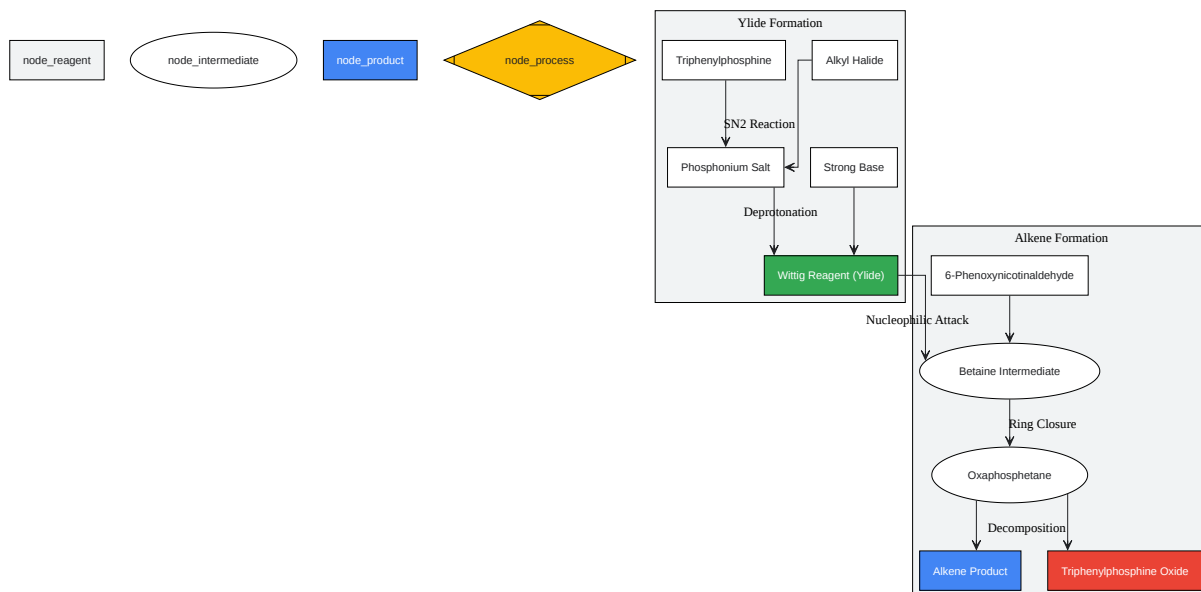 node_reagent
node_intermediate
node_product
node_process
Ylide Formation
Triphenylphosphine
Alkyl Halide
SN2 Reaction
Phosphonium Salt
Strong Base
Deprotonation
Wittig Reagent (Ylide)
Alkene Formation
6-Phenoxynicotinaldehyde
Nucleophilic Attack
Betaine Intermediate
Ring Closure
Oxaphosphetane
Decomposition
Alkene Product
Triphenylphosphine Oxide